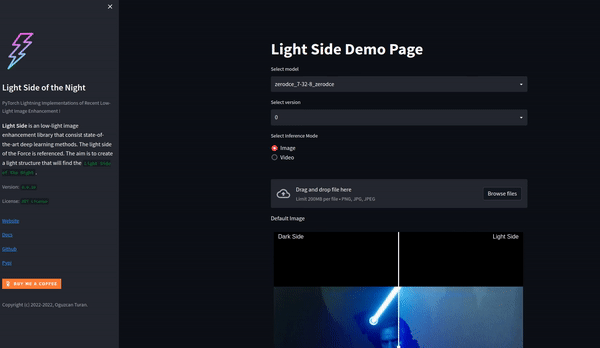 Light Side of the Night
PyTorch Lightning Implementations of Recent Low-
Light Image Enhancement !
Light Side is an low-light image
enhancement library that consist state-of-
the-art deep learning methods. The light side
of the Force is referenced. The aim is to create
a light structure that will find the Light Side
of the Night .
Version:
License:
Website
Docs
Github
BUY ME A COFFEE
Copyright (c) 2022-2022, Oguzcan Turan.
Light Side Demo Page
Select model
zerodce_7-32-8_zerodce
Select version
0
Select Inference Mode
Image
Video
Drag and drop file here
Limit 200MB per file • PNG, JPG, JPEG
Browse files
Default Image
Dark Side
Light Side